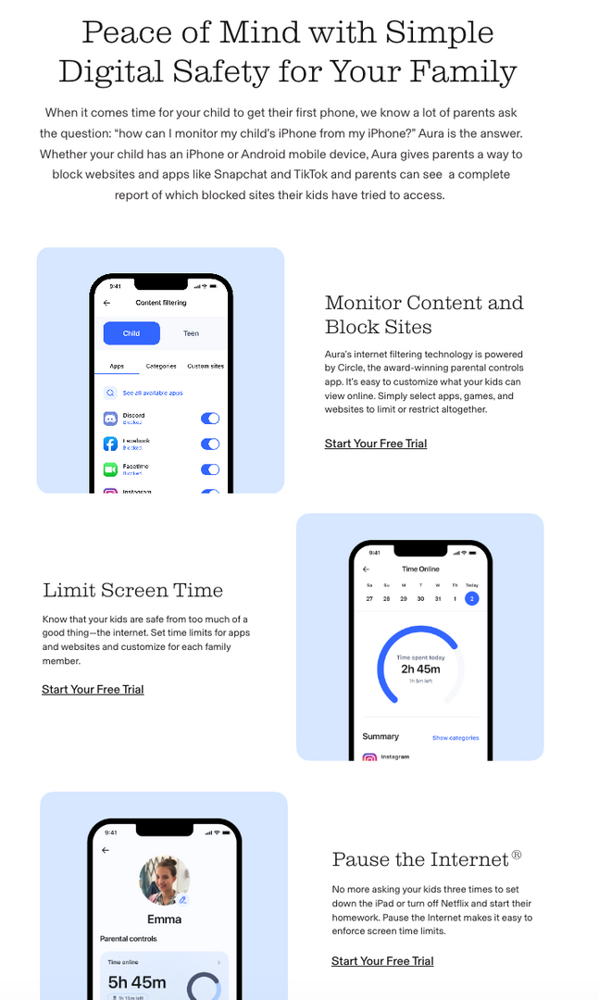 Peace of Mind with Simple
Digital Safety for Your Family
When it comes time for your child to get their first phone, we know a lot of parents ask
the question: “how can I monitor my child’s iPhone from my iPhone?” Aura is the answer.
Whether your child has an iPhone or Android mobile device, Aura gives parents a way to
block websites and apps like Snapchat and TikTok and parents can see  a complete
report of which blocked sites their kids have tried to access.
9:41
Content filtering
Child Teen
Apps Categories Custom sites
See all available apps
Discord
Blocked
Facebook
Blocked
Facetime
Blocked
Instagram
Monitor Content and
Block Sites
Aura’s internet filtering technology is powered
by Circle, the award-winning parental controls
app. It’s easy to customize what your kids can
view online. Simply select apps, games, and
websites to limit or restrict altogether.
Start Your Free Trial
Limit Screen Time
Know that your kids are safe from too much of a
good thing—the internet. Set time limits for apps
and websites and customize for each family
member.
Start Your Free Trial
9:41
Time Online
Sa Su M T W Th Today
27 28 29 30 31 1 2
Time spent today
2h 45m
1h 5m left
Summary Show categories
Instagram
9:41
Emma
Parental controls
Time online
5h 45m
1h 15m left
Pause the Internet®
No more asking your kids three times to set
down the iPad or turn off Netflix and start their
homework. Pause the Internet makes it easy to
enforce screen time limits.
Start Your Free Trial